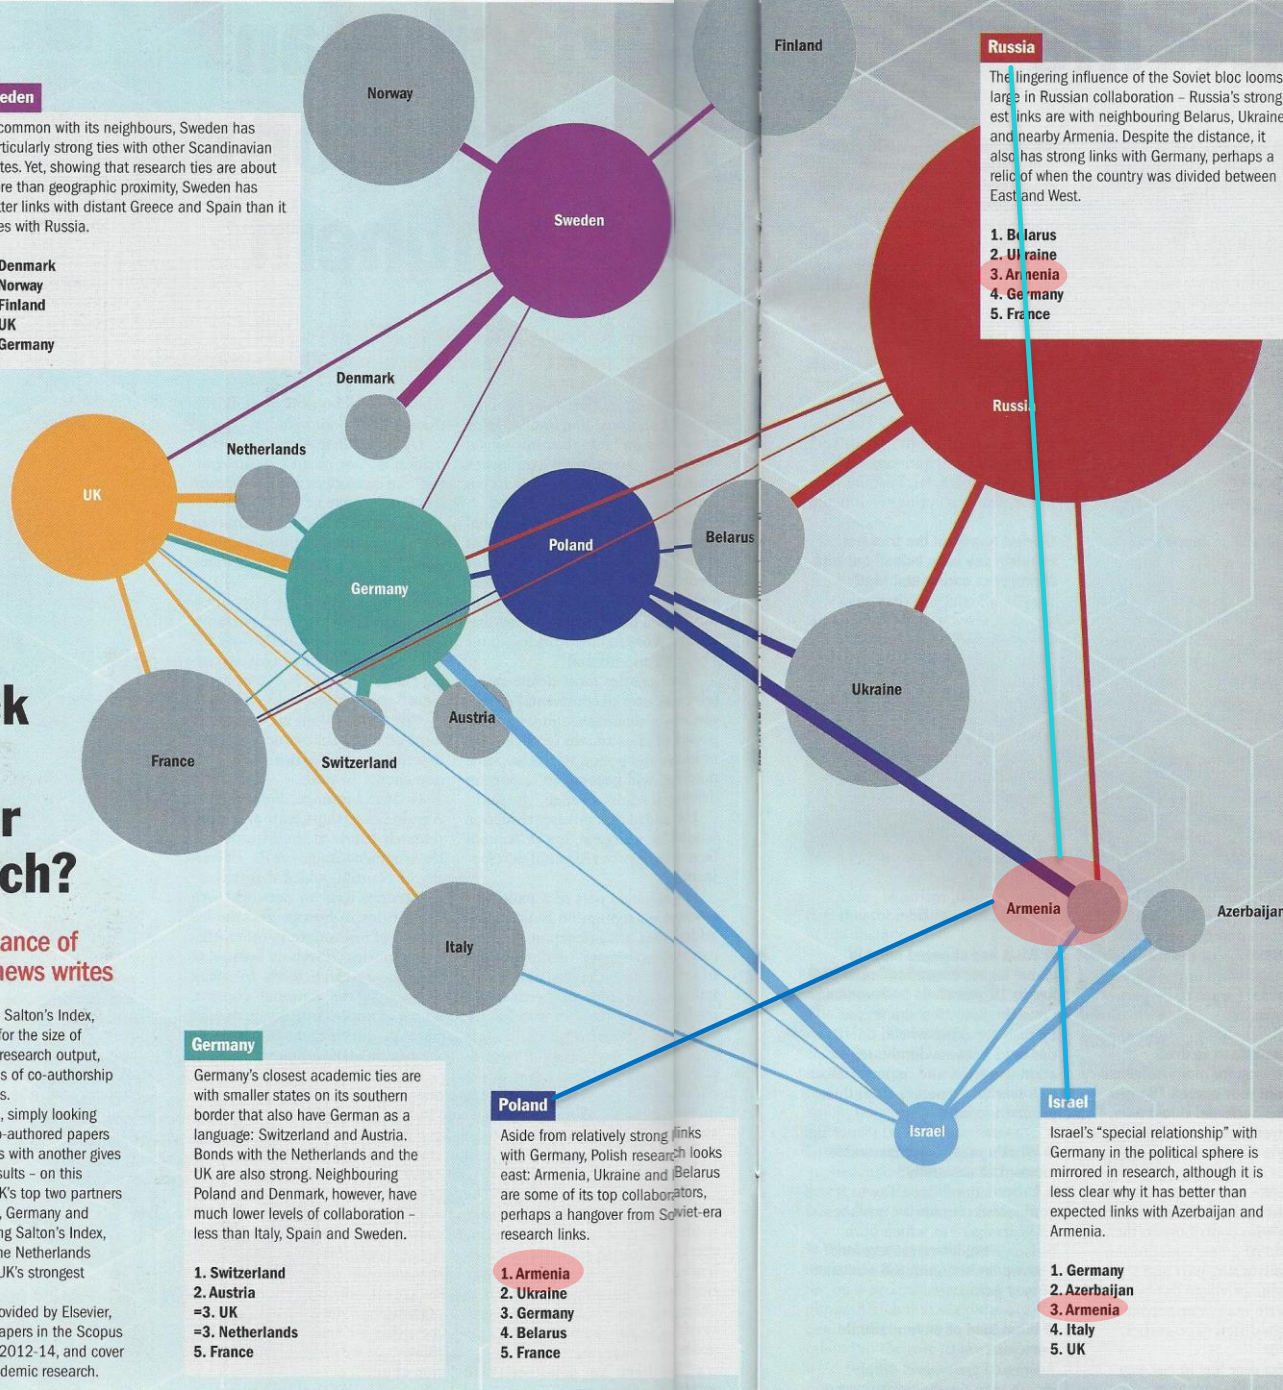 Norway
Finland
Sweden
Denmark
Netherlands
UK
Germany
Poland
Belarus
Russia
Ukraine
France
Switzerland
Austria
Italy
Armenia
Azerbaijan
Israel
eden
common with its neighbours, Sweden has
rticularly strong ties with other Scandinavian
tes. Yet, showing that research ties are about
re than geographic proximity, Sweden has
tter links with distant Greece and Spain than it
es with Russia.
Denmark
Norway
Finland
UK
Germany
Russia
The lingering influence of the Soviet bloc looms
large in Russian collaboration – Russia's strong-
est links are with neighbouring Belarus, Ukraine
and nearby Armenia. Despite the distance, it
also has strong links with Germany, perhaps a
relic of when the country was divided between
East and West.
1. Belarus
2. Ukraine
3. Armenia
4. Germany
5. France
k
r
ch?
ance of
news writes
Salton's Index,
for the size of
research output,
s of co-authorship
s.
, simply looking
o-authored papers
s with another gives
sults – on this
K's top two partners
, Germany and
ng Salton's Index,
he Netherlands
UK's strongest
ovided by Elsevier,
apers in the Scopus
2012-14, and cover
demic research.
Germany
Germany's closest academic ties are
with smaller states on its southern
border that also have German as a
language: Switzerland and Austria.
Bonds with the Netherlands and the
UK are also strong. Neighbouring
Poland and Denmark, however, have
much lower levels of collaboration –
less than Italy, Spain and Sweden.
1. Switzerland
2. Austria
=3. UK
=3. Netherlands
5. France
Poland
Aside from relatively strong links
with Germany, Polish research looks
east: Armenia, Ukraine and Belarus
are some of its top collaborators,
perhaps a hangover from Soviet-era
research links.
1. Armenia
2. Ukraine
3. Germany
4. Belarus
5. France
Israel
Israel's "special relationship" with
Germany in the political sphere is
mirrored in research, although it is
less clear why it has better than
expected links with Azerbaijan and
Armenia.
1. Germany
2. Azerbaijan
3. Armenia
4. Italy
5. UK